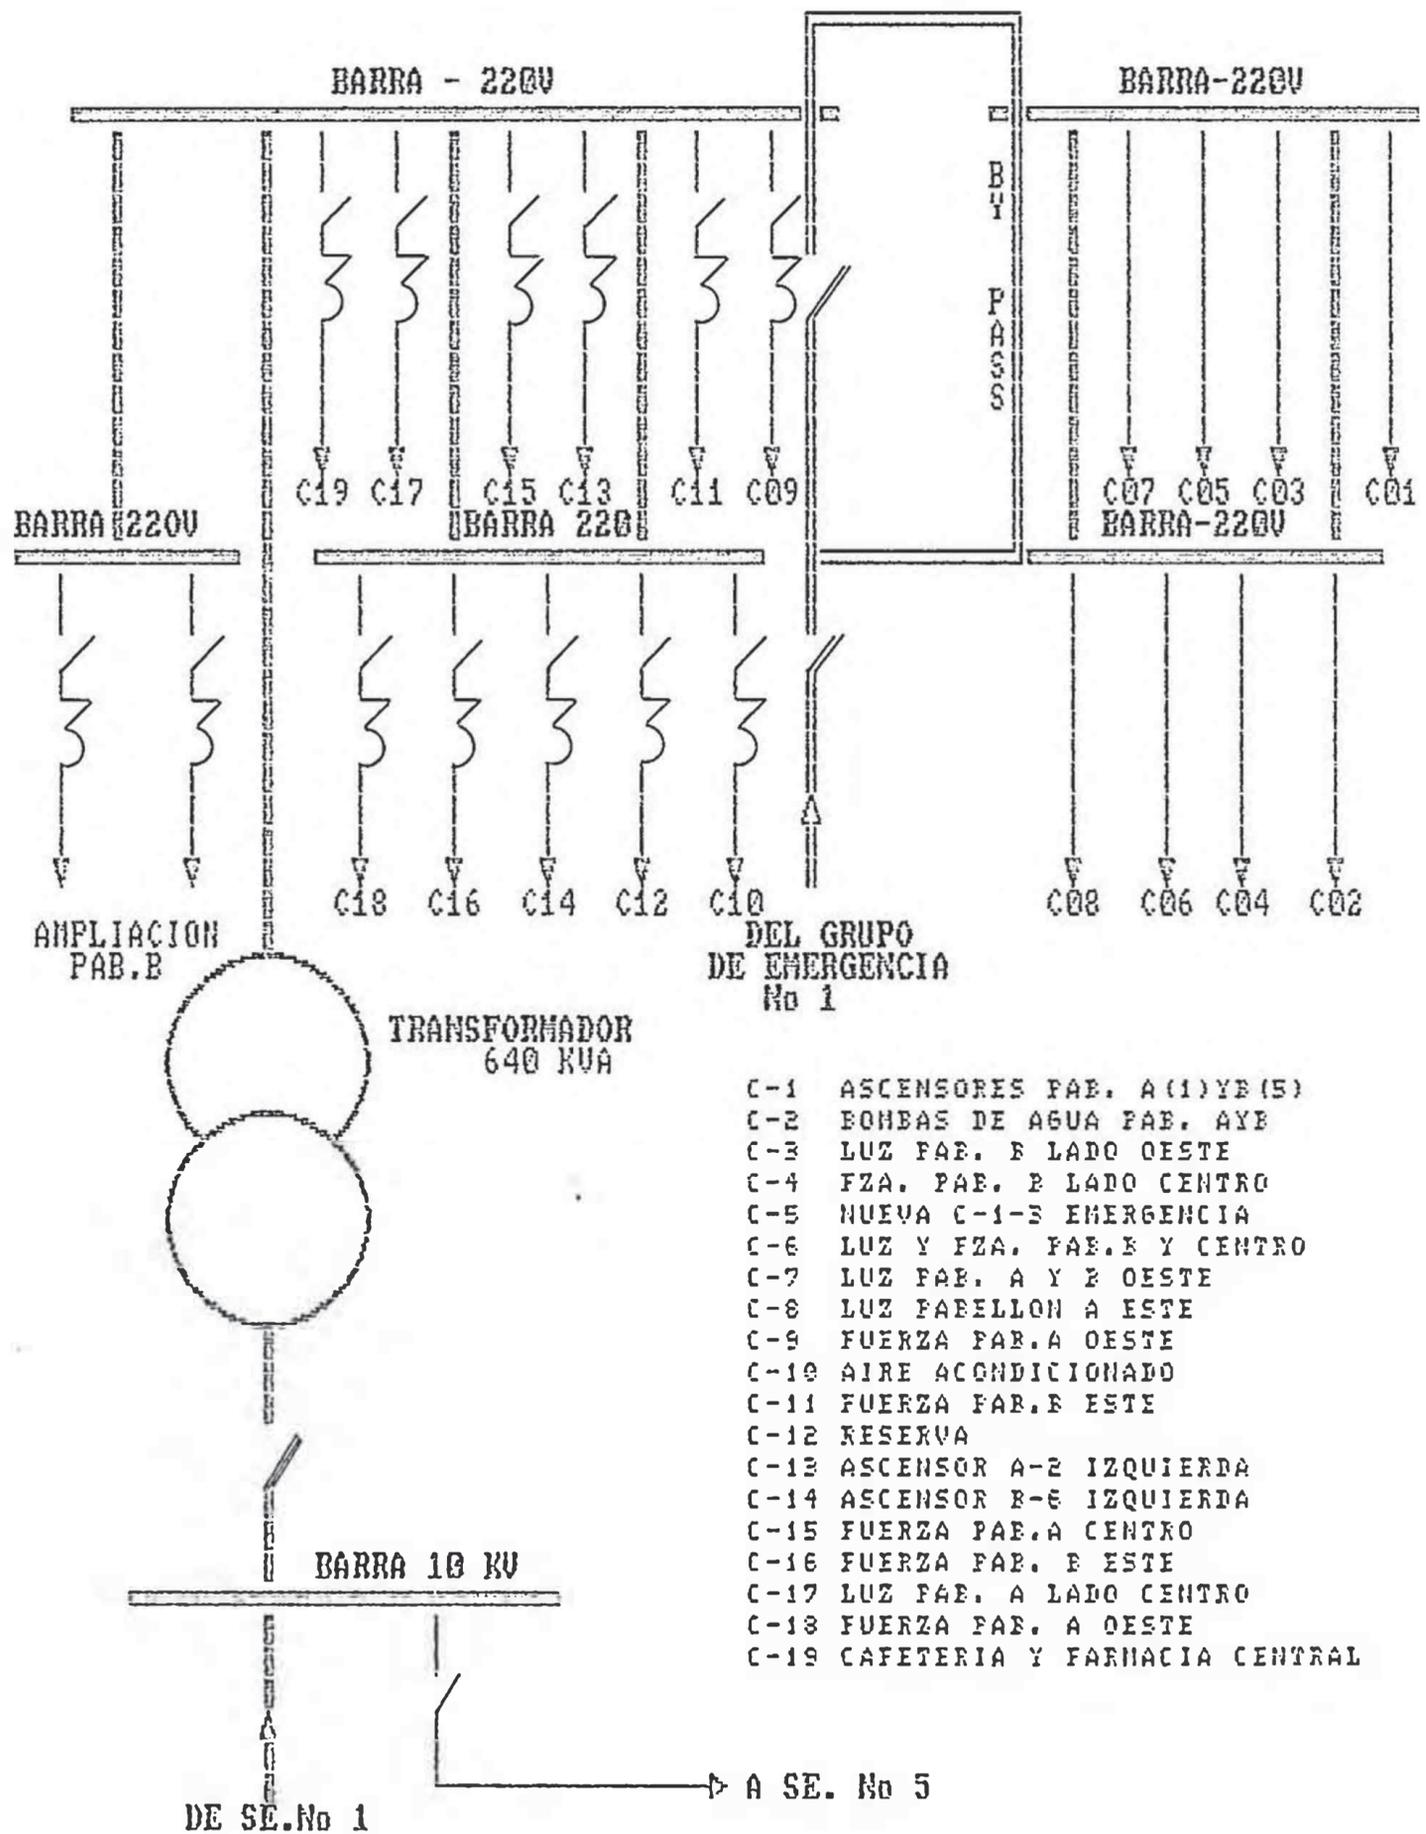 BARRA - 220V
BARRA-220V
BY PASS
C19 C17 C15 C13 C11 C09
C07 C05 C03 C01
BARRA 220V
BARRA 220
BARRA-220V
C18 C16 C14 C12 C10
C08 C06 C04 C02
AMPLIACION
PAB.B
DEL GRUPO
DE EMERGENCIA
No 1
TRANSFORMADOR
640 KVA
C-1 ASCENSORES PAB. A(1)YB(5)
C-2 BOMBAS DE AGUA PAB. AYB
C-3 LUZ PAB. B LADO OESTE
C-4 FZA. PAB. B LADO CENTRO
C-5 NUEVA C-1-3 EMERGENCIA
C-6 LUZ Y FZA. PAB.B Y CENTRO
C-7 LUZ PAB. A Y B OESTE
C-8 LUZ PABELLON A ESTE
C-9 FUERZA PAB.A OESTE
C-10 AIRE ACONDICIONADO
C-11 FUERZA PAB.B ESTE
C-12 RESERVA
C-13 ASCENSOR A-2 IZQUIERDA
C-14 ASCENSOR B-6 IZQUIERDA
C-15 FUERZA PAB.A CENTRO
C-16 FUERZA PAB. B ESTE
C-17 LUZ PAB. A LADO CENTRO
C-18 FUERZA PAB. A OESTE
C-19 CAFETERIA Y FARMACIA CENTRAL
BARRA 10 KV
A SE. No 5
DE SE.No 1